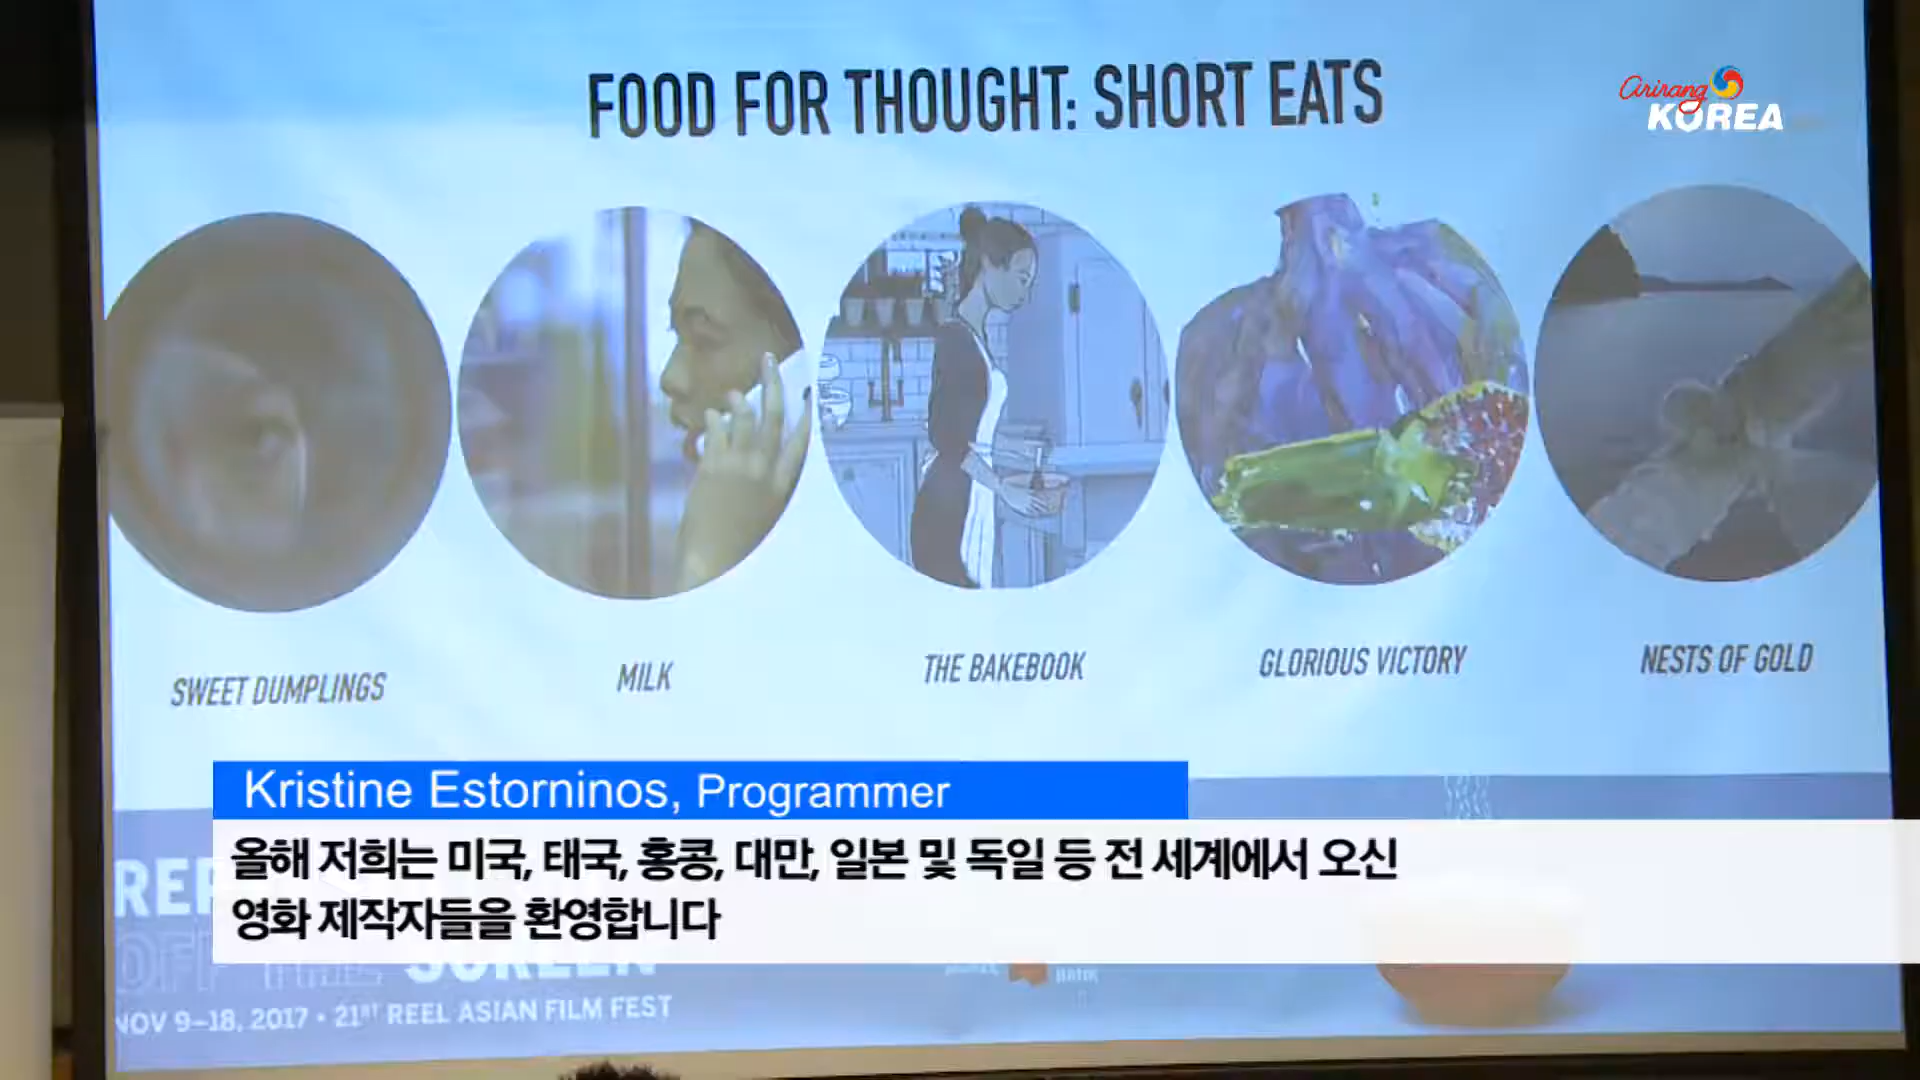 FOOD FOR THOUGHT: SHORT EATS
Arirang
KOREA
SWEET DUMPLINGS
MILK
THE BAKEBOOK
GLORIOUS VICTORY
NESTS OF GOLD
Kristine Estorninos, Programmer
올해 저희는 미국, 태국, 홍콩, 대만, 일본 및 독일 등 전 세계에서 오신
영화 제작자들을 환영합니다
SCREEN
BANK
NOV 9–18, 2017 • 21ST REEL ASIAN FILM FEST